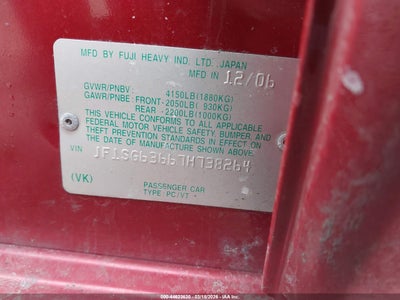 MFD BY FUJI HEAVY IND. LTD. JAPAN
MFD IN 12/06
GVWR/PNBV : 4150LB(1880KG)
GAWR/PNBE: FRONT-2050LB( 930KG)
REAR -2200LB(1000KG)
THIS VEHICLE CONFORMS TO ALL APPLICABLE
FEDERAL MOTOR VEHICLE SAFETY, BUMPER, AND
THEFT PREVENTION STANDARDS IN EFFECT ON
THE DATE OF MANUFACTURE SHOWN ABOVE.
VIN JF1SG63667H738264
(VK)
PASSENGER CAR
TYPE PC/VT